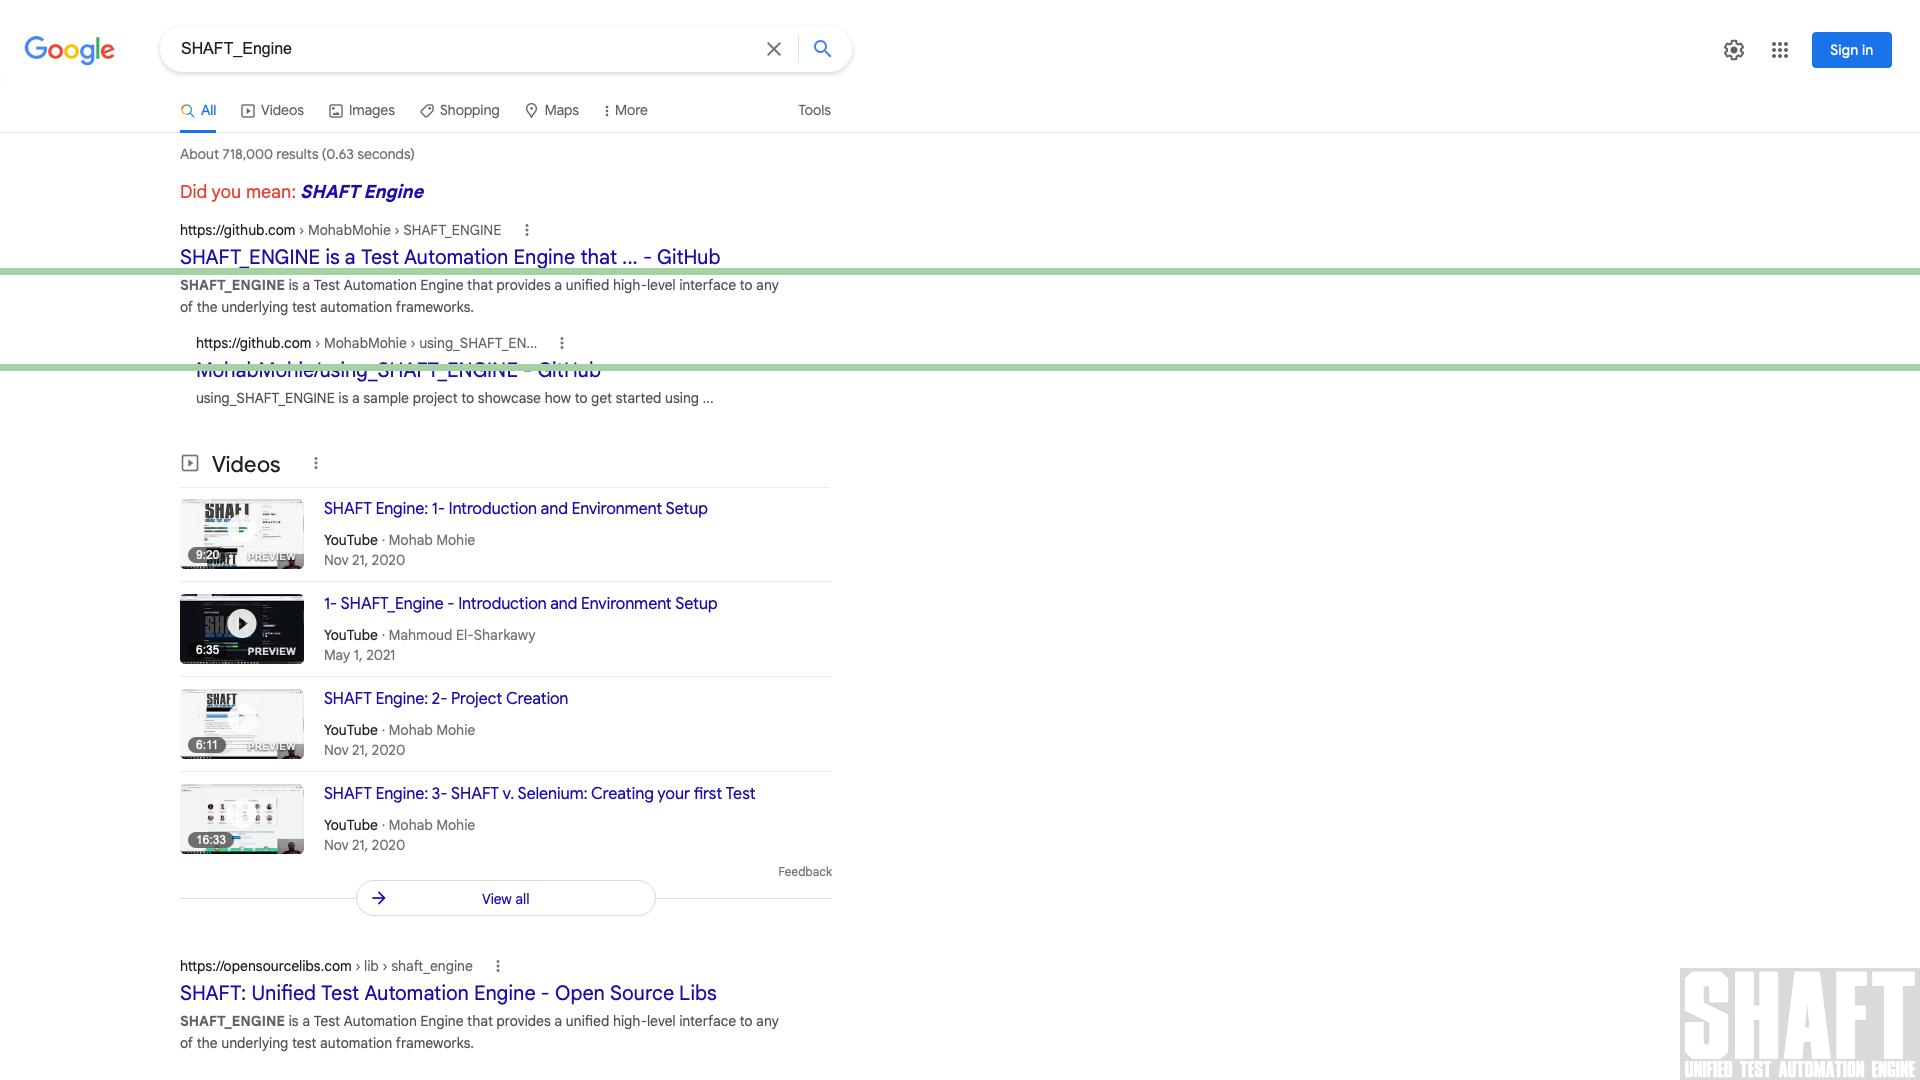 Google
SHAFT_Engine
Sign in
All
Videos
Images
Shopping
Maps
More
Tools
About 718,000 results (0.63 seconds)
Did you mean: SHAFT Engine
https://github.com › MohabMohie › SHAFT_ENGINE
SHAFT_ENGINE is a Test Automation Engine that ... - GitHub
SHAFT_ENGINE is a Test Automation Engine that provides a unified high-level interface to any
of the underlying test automation frameworks.
https://github.com › MohabMohie › using_SHAFT_EN...
MohabMohie/using_SHAFT_ENGINE - GitHub
using_SHAFT_ENGINE is a sample project to showcase how to get started using ...
Videos
SHAFT
9:20
PREVIEW
SHAFT Engine: 1- Introduction and Environment Setup
YouTube · Mohab Mohie
Nov 21, 2020
6:35
PREVIEW
1- SHAFT_Engine - Introduction and Environment Setup
YouTube · Mahmoud El-Sharkawy
May 1, 2021
SHAFT
6:11
PREVIEW
SHAFT Engine: 2- Project Creation
YouTube · Mohab Mohie
Nov 21, 2020
16:33
SHAFT Engine: 3- SHAFT v. Selenium: Creating your first Test
YouTube · Mohab Mohie
Nov 21, 2020
Feedback
View all
https://opensourcelibs.com › lib › shaft_engine
SHAFT: Unified Test Automation Engine - Open Source Libs
SHAFT_ENGINE is a Test Automation Engine that provides a unified high-level interface to any
of the underlying test automation frameworks.
SHAFT
UNIFIED TEST AUTOMATION ENGINE